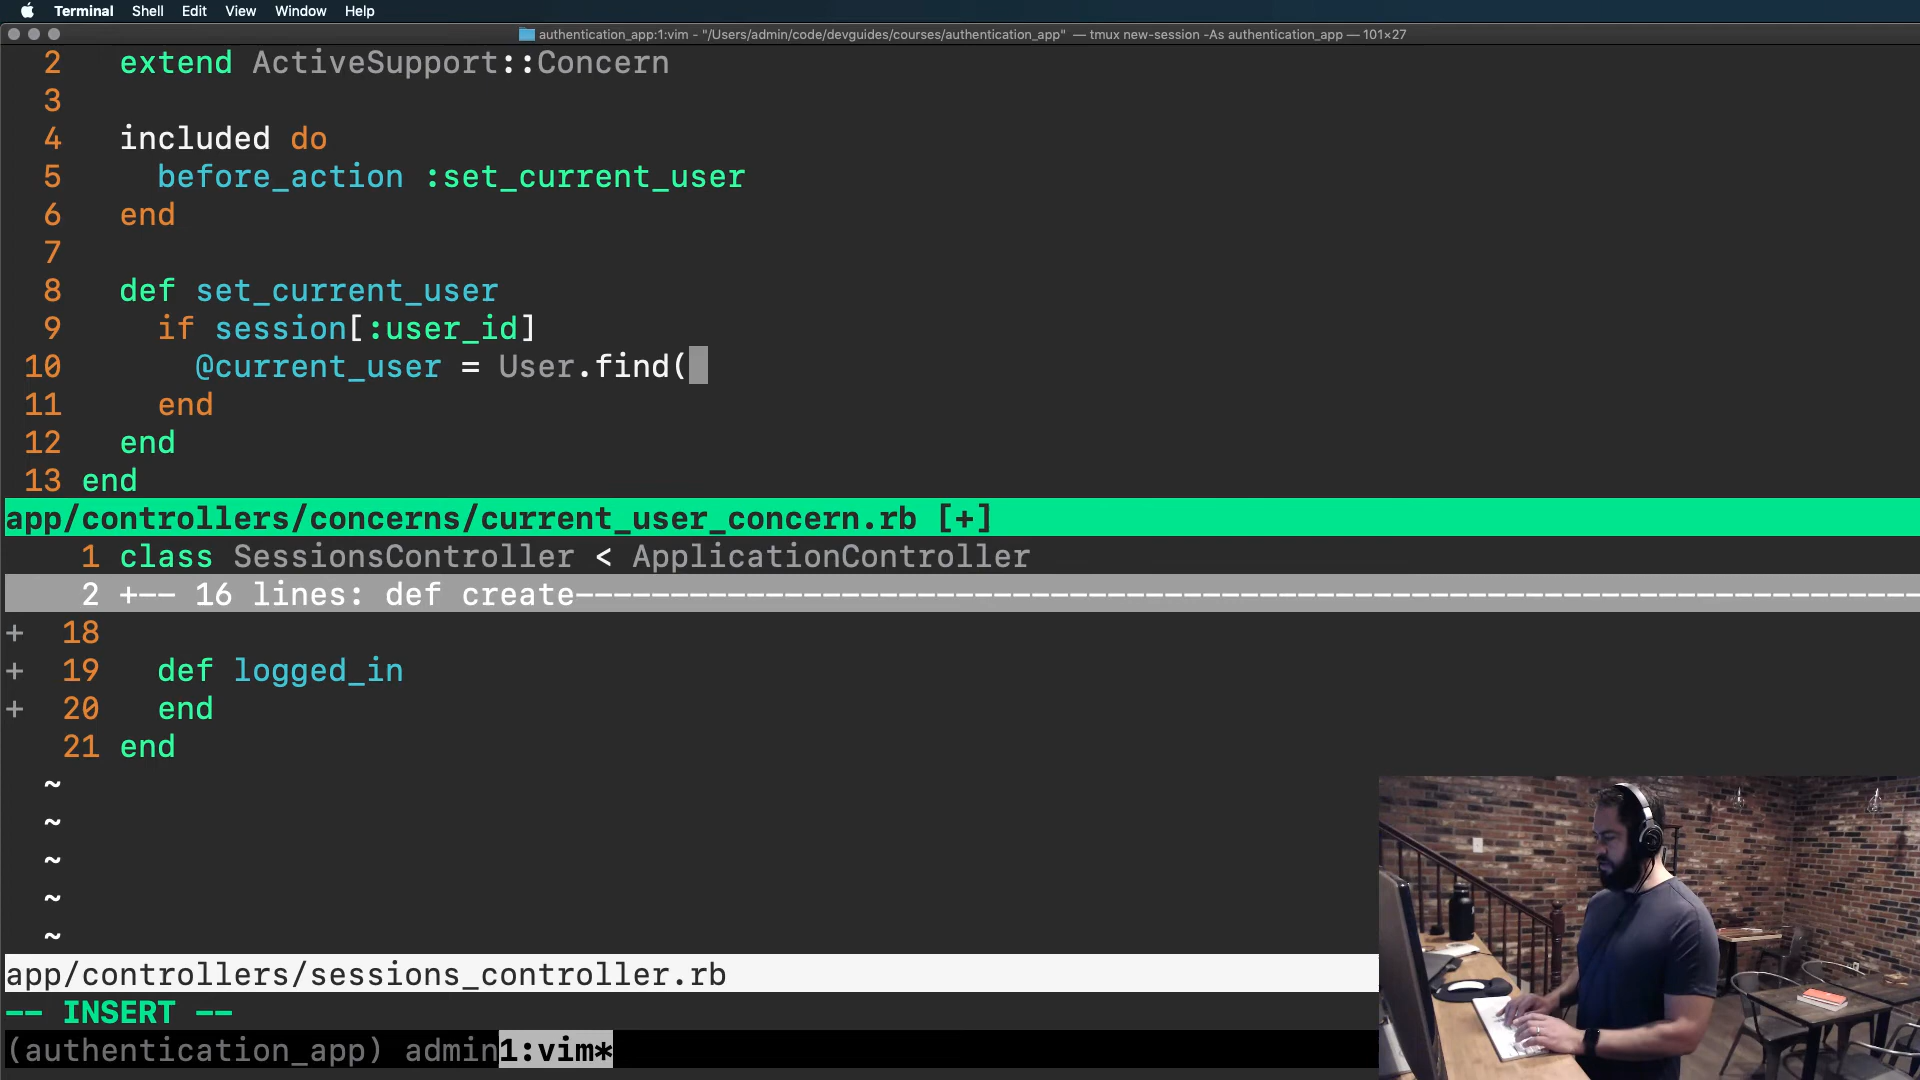 Terminal Shell Edit View Window Help
authentication_app:1:vim - "/Users/admin/code/devguides/courses/authentication_app" — tmux new-session -As authentication_app — 101×27
2 extend ActiveSupport::Concern
3
4 included do
5 before_action :set_current_user
6 end
7
8 def set_current_user
9 if session[:user_id]
10 @current_user = User.find(
11 end
12 end
13 end
app/controllers/concerns/current_user_concern.rb [+]
1 class SessionsController < ApplicationController
2 +-- 16 lines: def create----------------------------------------------------------------------
+ 18
+ 19 def logged_in
+ 20 end
21 end
~
~
~
~
~
app/controllers/sessions_controller.rb
-- INSERT --
(authentication_app) admin1:vim*